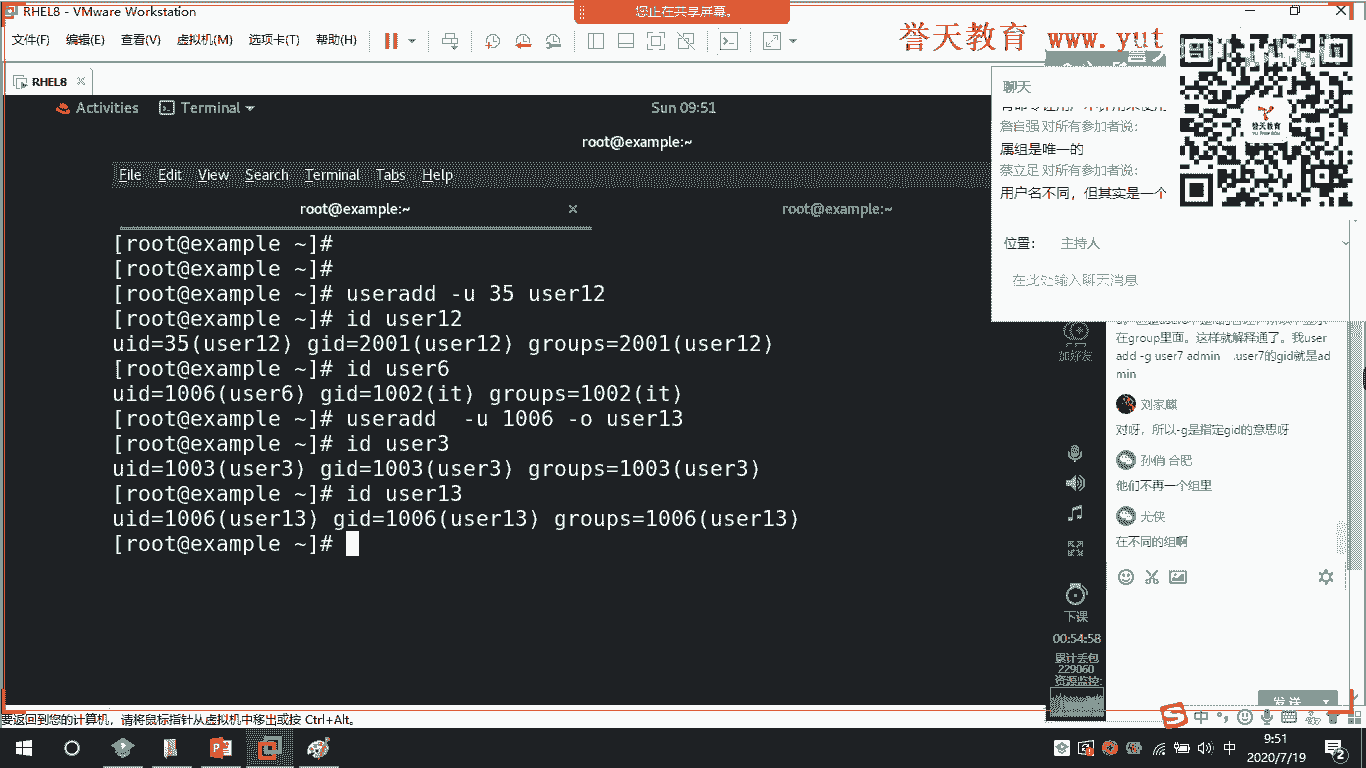 RHEL8 - VMware Workstation
您正在共享屏幕。
文件(F) 编辑(E) 查看(V) 虚拟机(M) 选项卡(T) 帮助(H)
誉天教育 www.yut
RHEL8
Activities
Terminal
Sun 09:51
root@example:~
File Edit View Search Terminal Tabs Help
root@example:~
root@example:~
[root@example ~]#
[root@example ~]#
[root@example ~]# useradd -u 35 user12
[root@example ~]# id user12
uid=35(user12) gid=2001(user12) groups=2001(user12)
[root@example ~]# id user6
uid=1006(user6) gid=1002(it) groups=1002(it)
[root@example ~]# useradd  -u 1006 -o user13
[root@example ~]# id user3
uid=1003(user3) gid=1003(user3) groups=1003(user3)
[root@example ~]# id user13
uid=1006(user13) gid=1006(user13) groups=1006(user13)
[root@example ~]#
聊天
詹自强 对所有参加者说:
属组是唯一的
蔡立足 对所有参加者说:
用户名不同，但其实是一个
位置: 主持人
在此处输入聊天消息
誉天教育
加好友
在group里面。这样就解释通了。我user
add -g user7 admin .user7的gid就是ad
min
刘家麒
对呀，所以-g是指定gid的意思呀
孙俏 合肥
他们不再一个组里
尤侠
在不同的组啊
下课
00:54:58
累计丢包
229060
资源监控:
发送
要返回到您的计算机，请将鼠标指针从虚拟机中移出或按 Ctrl+Alt。
中
中
9:51
2020/7/19
2